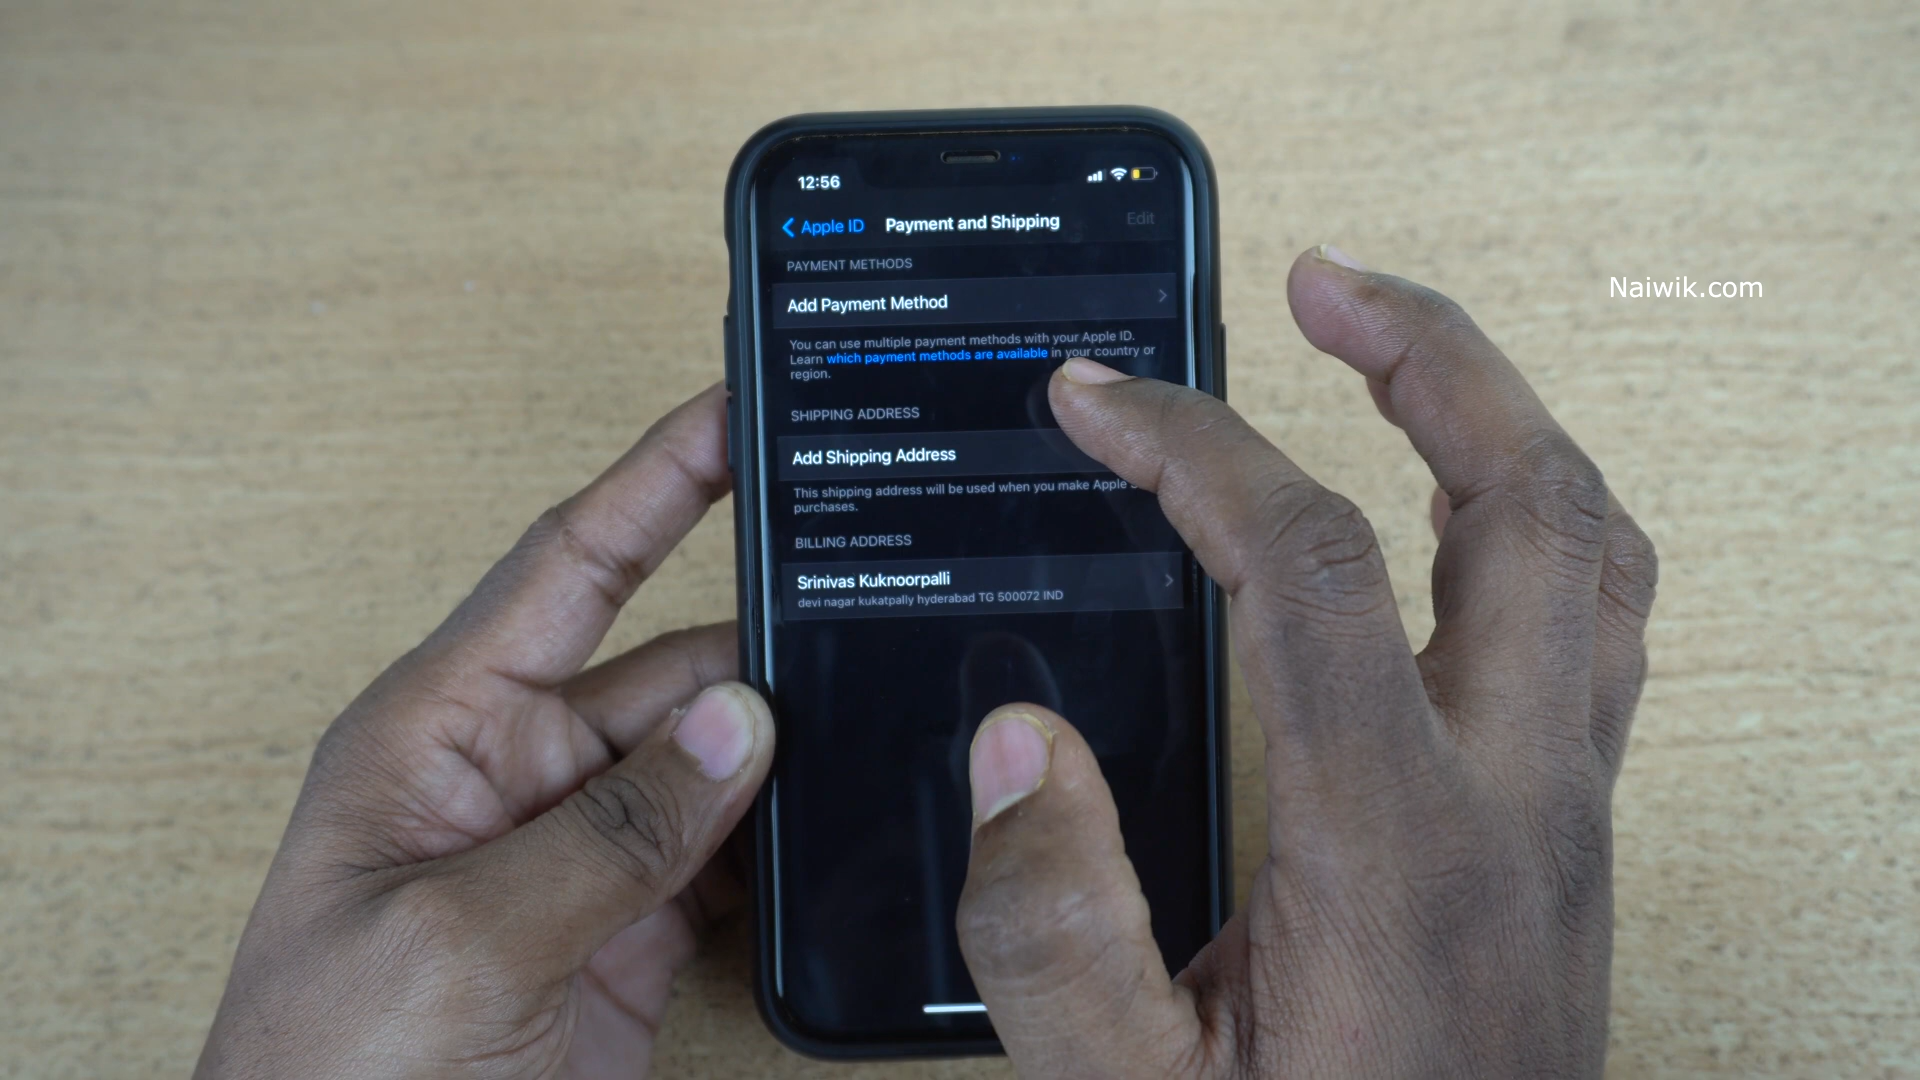 12:56
Apple ID Payment and Shipping Edit
PAYMENT METHODS
Add Payment Method
Naiwik.com
You can use multiple payment methods with your Apple ID.
Learn which payment methods are available in your country or
region.
SHIPPING ADDRESS
Add Shipping Address
This shipping address will be used when you make Apple
purchases.
BILLING ADDRESS
Srinivas Kuknoorpalli
devi nagar kukatpally hyderabad TG 500072 IND